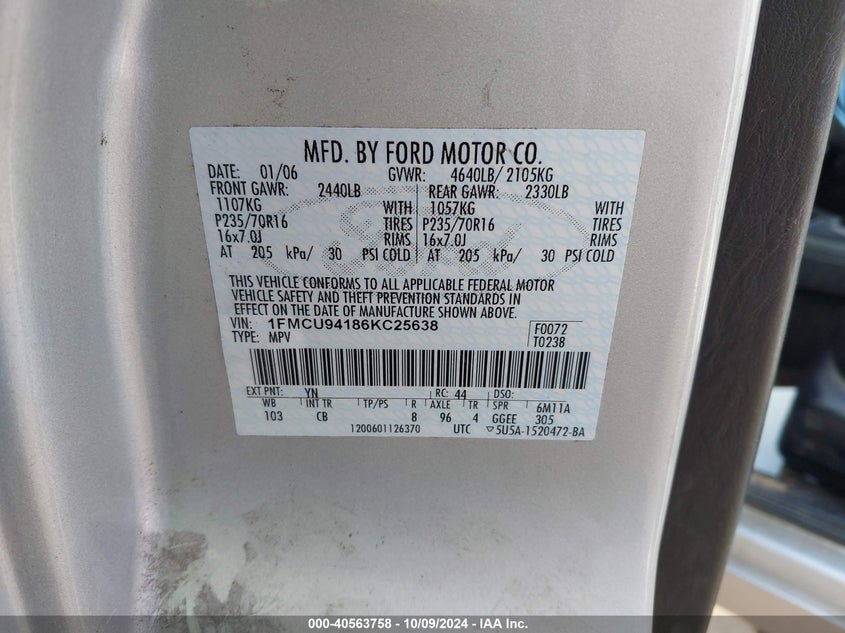 MFD. BY FORD MOTOR CO.
DATE: 01/06 GVWR: 4640LB/ 2105KG
FRONT GAWR: 2440LB REAR GAWR: 2330LB
1107KG WITH 1057KG WITH
P235/70R16 TIRES P235/70R16 TIRES
16x7.0J RIMS 16x7.0J RIMS
AT 205 kPa/ 30 PSI COLD AT 205 kPa/ 30 PSI COLD
THIS VEHICLE CONFORMS TO ALL APPLICABLE FEDERAL MOTOR
VEHICLE SAFETY AND THEFT PREVENTION STANDARDS IN
EFFECT ON THE DATE OF MANUFACTURE SHOWN ABOVE.
VIN: 1FMCU94186KC25638 F0072
TYPE: MPV T0238
EXT PNT: YN RC: 44 DSO:
WB INT TR TP/PS R AXLE TR SPR 6M11A
103 CB 8 96 4 GGEE 305
1200601126370 UTC ▽5U5A-1520472-BA
000-40563758 - 10/09/2024 - IAA Inc.